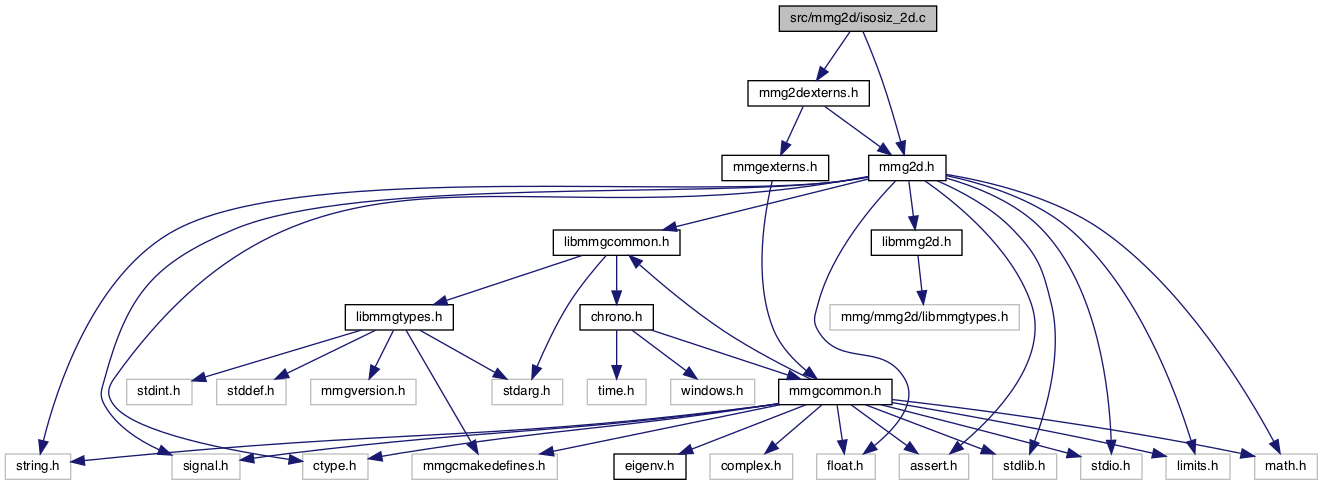 src/mmg2d/isosiz_2d.c
mmg2dexterns.h
mmgexterns.h
mmg2d.h
libmmgcommon.h
libmmg2d.h
libmmgtypes.h
chrono.h
mmg/mmg2d/libmmgtypes.h
stdint.h
stddef.h
mmgversion.h
stdarg.h
time.h
windows.h
mmgcommon.h
string.h
signal.h
ctype.h
mmgcmakedefines.h
eigenv.h
complex.h
float.h
assert.h
stdlib.h
stdio.h
limits.h
math.h